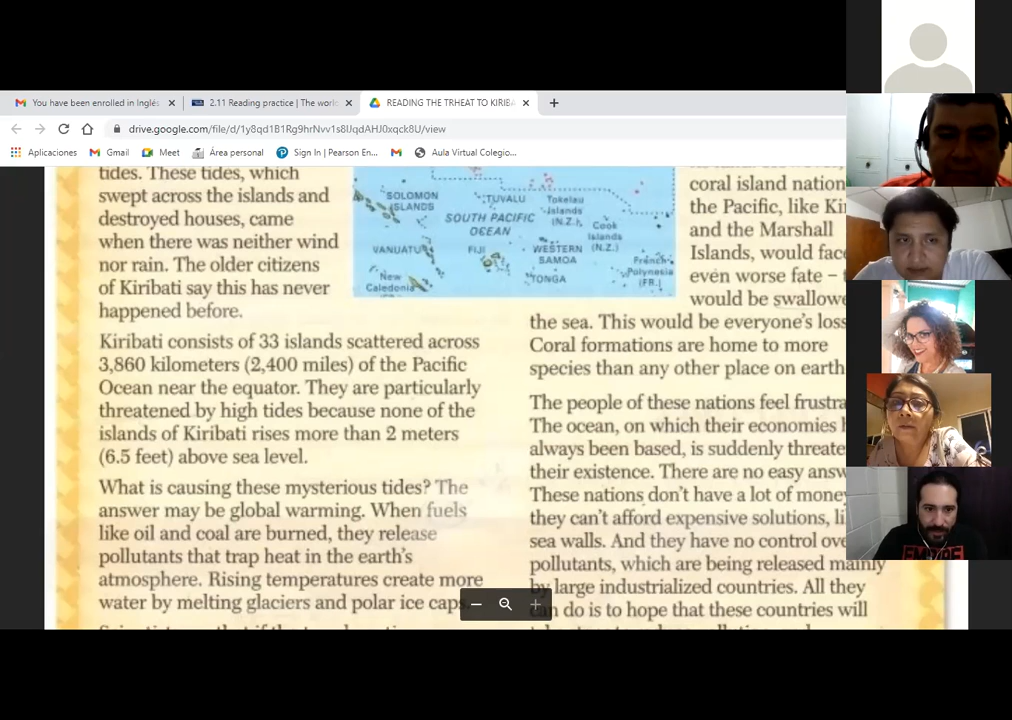 You have been enrolled in Inglés
2.11 Reading practice | The world
READING THE TRHEAT TO KIRIBA
Aplicaciones
Gmail
Meet
Área personal
Sign In | Pearson En...
Aula Virtual Colegio...
tides. These tides, which
swept across the islands and
destroyed houses, came
when there was neither wind
nor rain. The older citizens
of Kiribati say this has never
happened before.
Kiribati consists of 33 islands scattered across
3,860 kilometers (2,400 miles) of the Pacific
Ocean near the equator. They are particularly
threatened by high tides because none of the
islands of Kiribati rises more than 2 meters
(6.5 feet) above sea level.
What is causing these mysterious tides? The
answer may be global warming. When fuels
like oil and coal are burned, they release
pollutants that trap heat in the earth's
atmosphere. Rising temperatures create more
water by melting glaciers and polar ice caps.
SOLOMON
ISLANDS
TUVALU
Tokelau
Islands
(N.Z.)
SOUTH PACIFIC
OCEAN
Cook
Islands
(N.Z.)
VANUATU
FIJI
WESTERN
SAMOA
TONGA
New
Caledonia
French
Polynesia
(FR.)
coral island nation
the Pacific, like Ki
and the Marshall
Islands, would fac
even worse fate –
would be swallowe
the sea. This would be everyone's loss
Coral formations are home to more
species than any other place on earth
The people of these nations feel frustra
The ocean, on which their economies
always been based, is suddenly threate
their existence. There are no easy answ
These nations don't have a lot of money
they can't afford expensive solutions, li
sea walls. And they have no control ove
pollutants, which are being released mainly
by large industrialized countries. All they
can do is to hope that these countries will